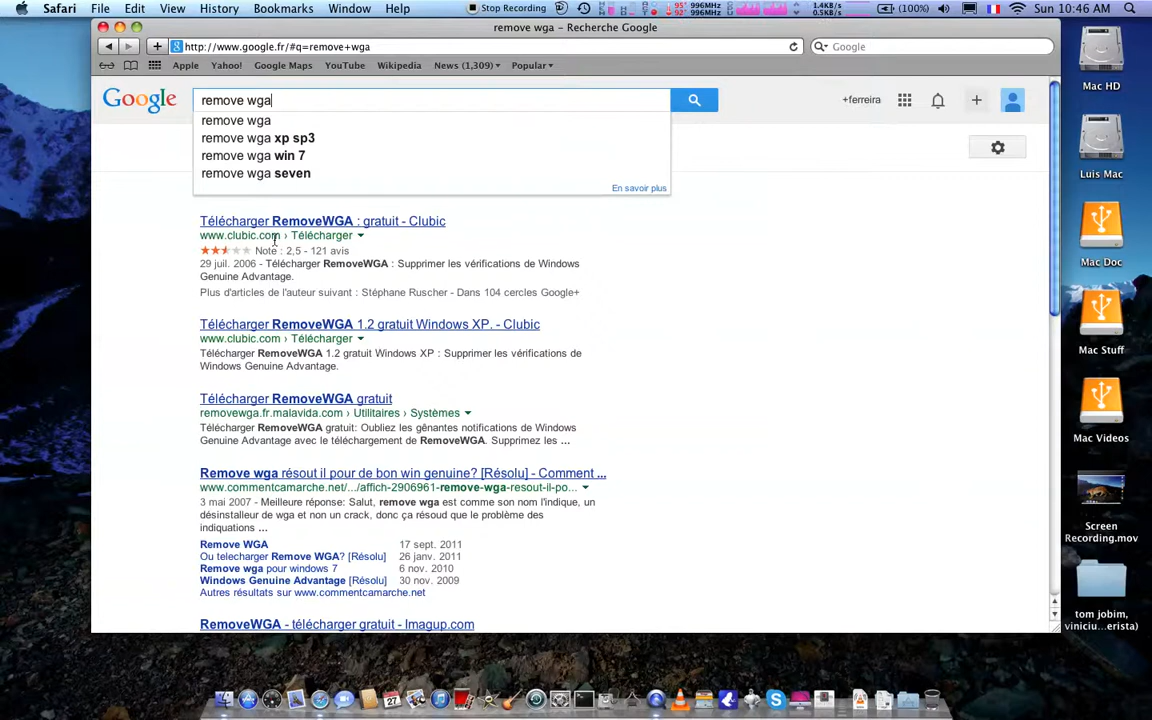 Safari File Edit View History Bookmarks Window Help Stop Recording 95° 996MHz 92° 996MHz 1.4KB/s 0.5KB/s (100%) Sun 10:46 AM
remove wga - Recherche Google
http://www.google.fr/#q=remove+wga
Google
Apple Yahoo! Google Maps YouTube Wikipedia News (1,309) Popular
Google remove wga +ferreira
remove wga
remove wga xp sp3
remove wga win 7
remove wga seven
En savoir plus
Télécharger RemoveWGA : gratuit - Clubic
www.clubic.com › Télécharger
Note : 2,5 - 121 avis
29 juil. 2006 - Télécharger RemoveWGA : Supprimer les vérifications de Windows
Genuine Advantage.
Plus d'articles de l'auteur suivant : Stéphane Ruscher - Dans 104 cercles Google+
Télécharger RemoveWGA 1.2 gratuit Windows XP. - Clubic
www.clubic.com › Télécharger
Télécharger RemoveWGA 1.2 gratuit Windows XP : Supprimer les vérifications de
Windows Genuine Advantage.
Télécharger RemoveWGA gratuit
removewga.fr.malavida.com › Utilitaires › Systèmes
Télécharger RemoveWGA gratuit: Oubliez les gênantes notifications de Windows
Genuine Advantage avec le téléchargement de RemoveWGA. Supprimez les ...
Remove wga résout il pour de bon win genuine? [Résolu] - Comment ...
www.commentcamarche.net/.../affich-2906961-remove-wga-resout-il-po...
3 mai 2007 - Meilleure réponse: Salut, remove wga est comme son nom l'indique, un
désinstalleur de wga et non un crack, donc ça résoud que le problème des
indiquations ...
Remove WGA 17 sept. 2011
Ou telecharger Remove WGA? [Résolu] 26 janv. 2011
Remove wga pour windows 7 6 nov. 2010
Windows Genuine Advantage [Résolu] 30 nov. 2009
Autres résultats sur www.commentcamarche.net
RemoveWGA - télécharger gratuit - Imagup.com
Mac HD
Luis Mac
Mac Doc
Mac Stuff
Mac Videos
Screen
Recording.mov
tom jobim,
viniciu...erista)
27